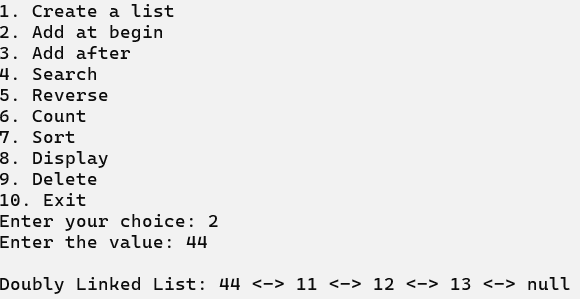 1. Create a list
2. Add at begin
3. Add after
4. Search
5. Reverse
6. Count
7. Sort
8. Display
9. Delete
10. Exit
Enter your choice: 2
Enter the value: 44
Doubly Linked List: 44 <-> 11 <-> 12 <-> 13 <-> null